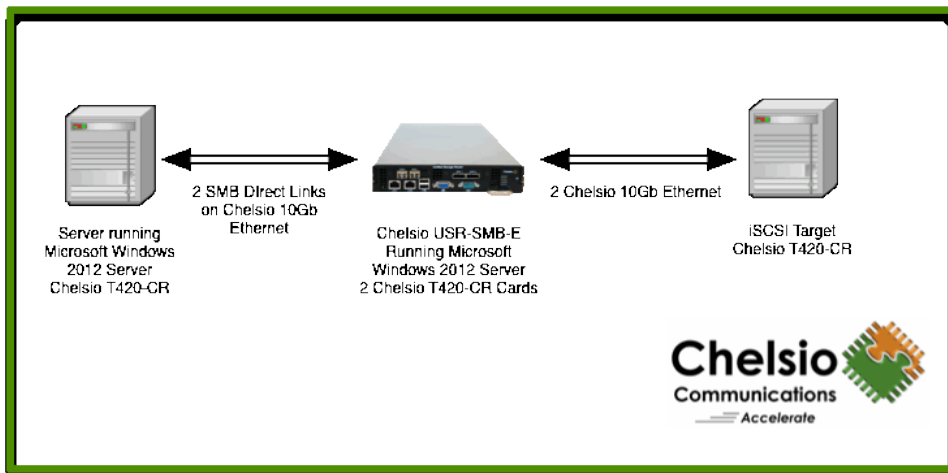 2 SMB DIrect Links
on Chelsio 10Gb
Ethernet
2 Chelsio 10Gb Ethernet
Server running
Microsoft Windows
2012 Server
Chelsio T420-CR
Chelsio USR-SMB-E
Running Microsoft
Windows 2012 Server
2 Chelsio T420-CR Cards
iSCSI Target
Chelsio T420-CR
Chelsio
Communications
Accelerate